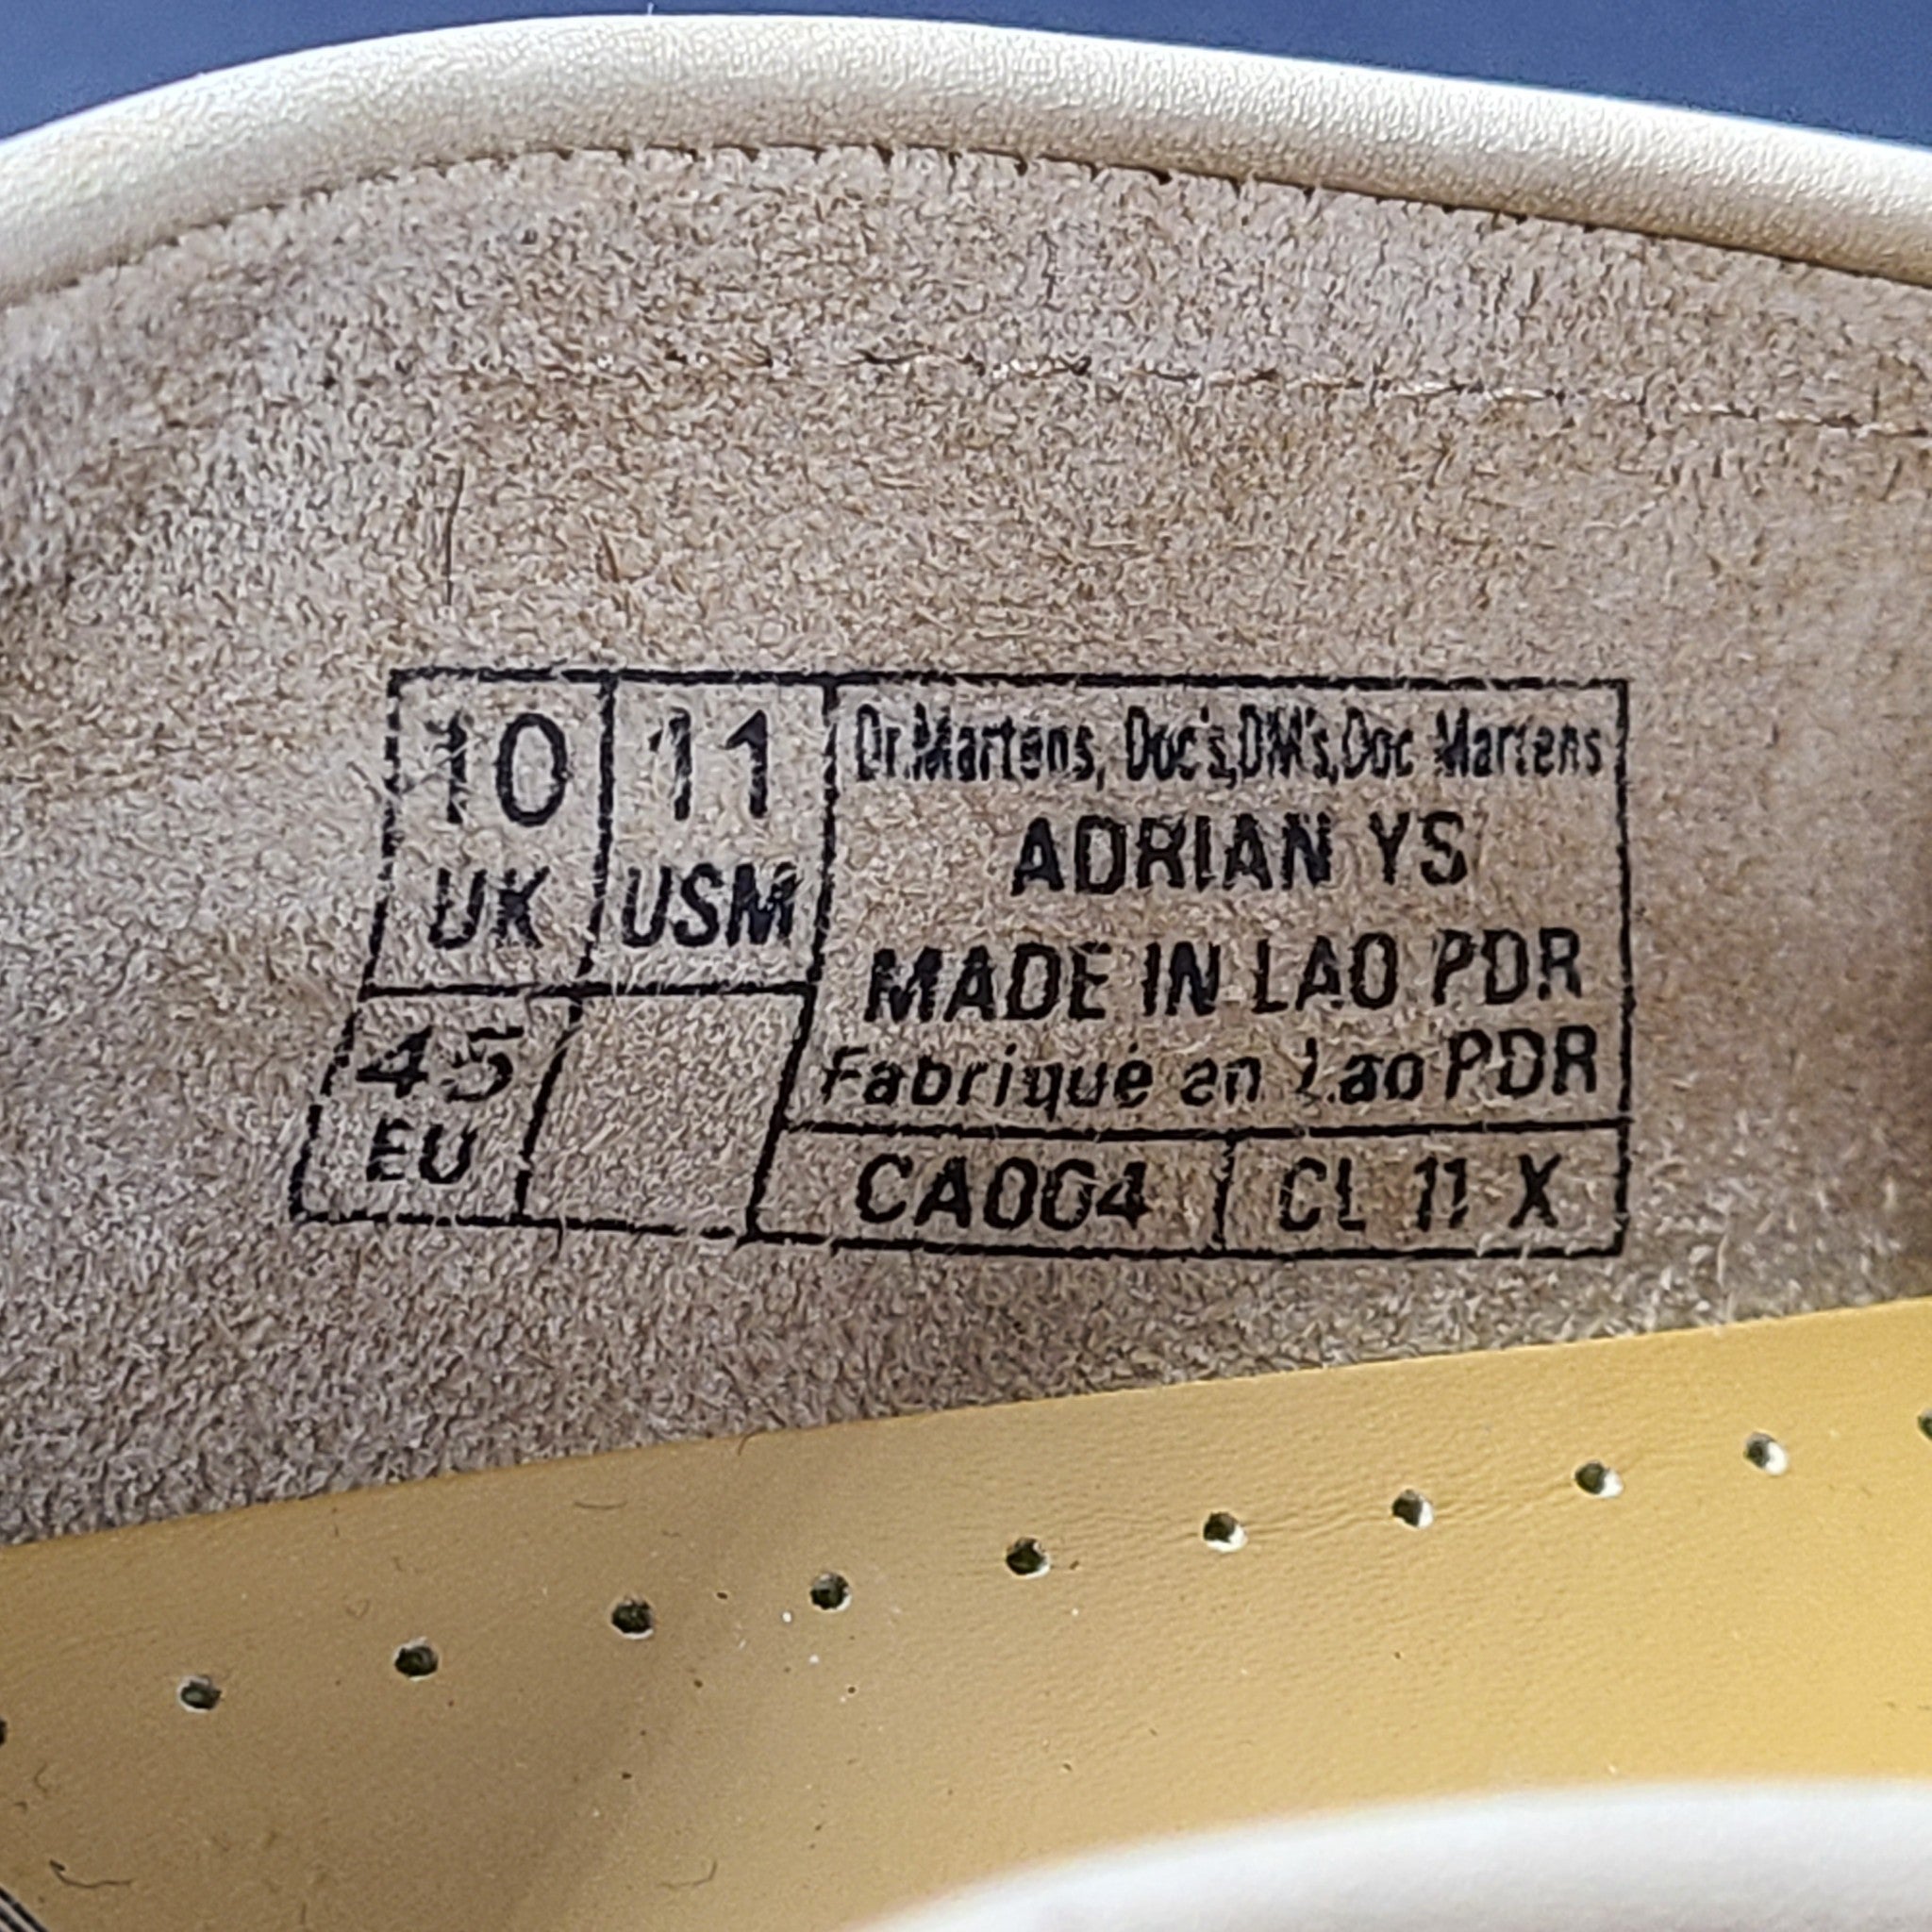 10 UK
11 USM
45 EU
Dr.Martens, Doc's,DM's,Doc Martens
ADRIAN YS
MADE IN LAO PDR
Fabriqué en Lao PDR
CA004
CL 11 X